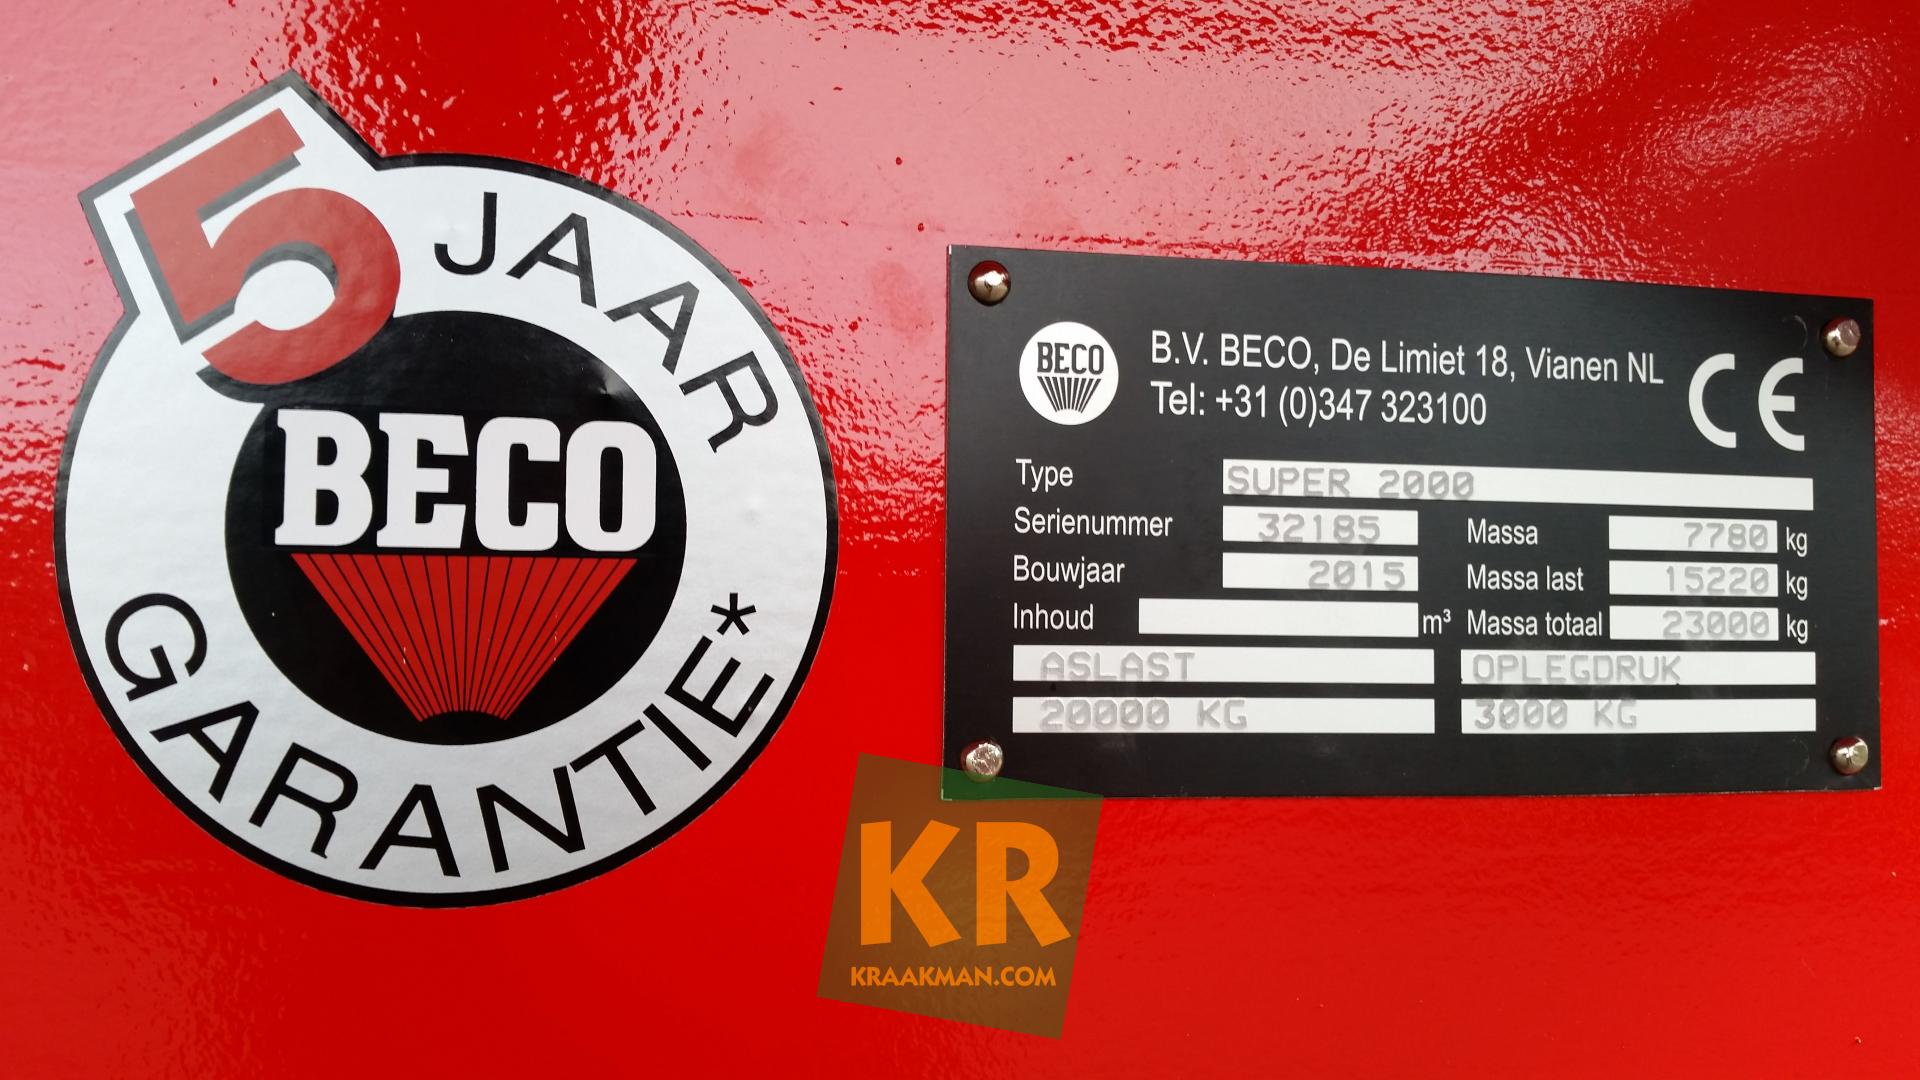 5 JAAR
BECO
GARANTIE*
BECO
B.V. BECO, De Limiet 18, Vianen NL
Tel: +31 (0)347 323100
CE
Type SUPER 2000
Serienummer 32185 Massa 7780 kg
Bouwjaar 2015 Massa last 15220 kg
Inhoud m³ Massa totaal 23000 kg
ASLAST OPLEGDRUK
20000 KG 3000 KG
KR
KRAAKMAN.COM